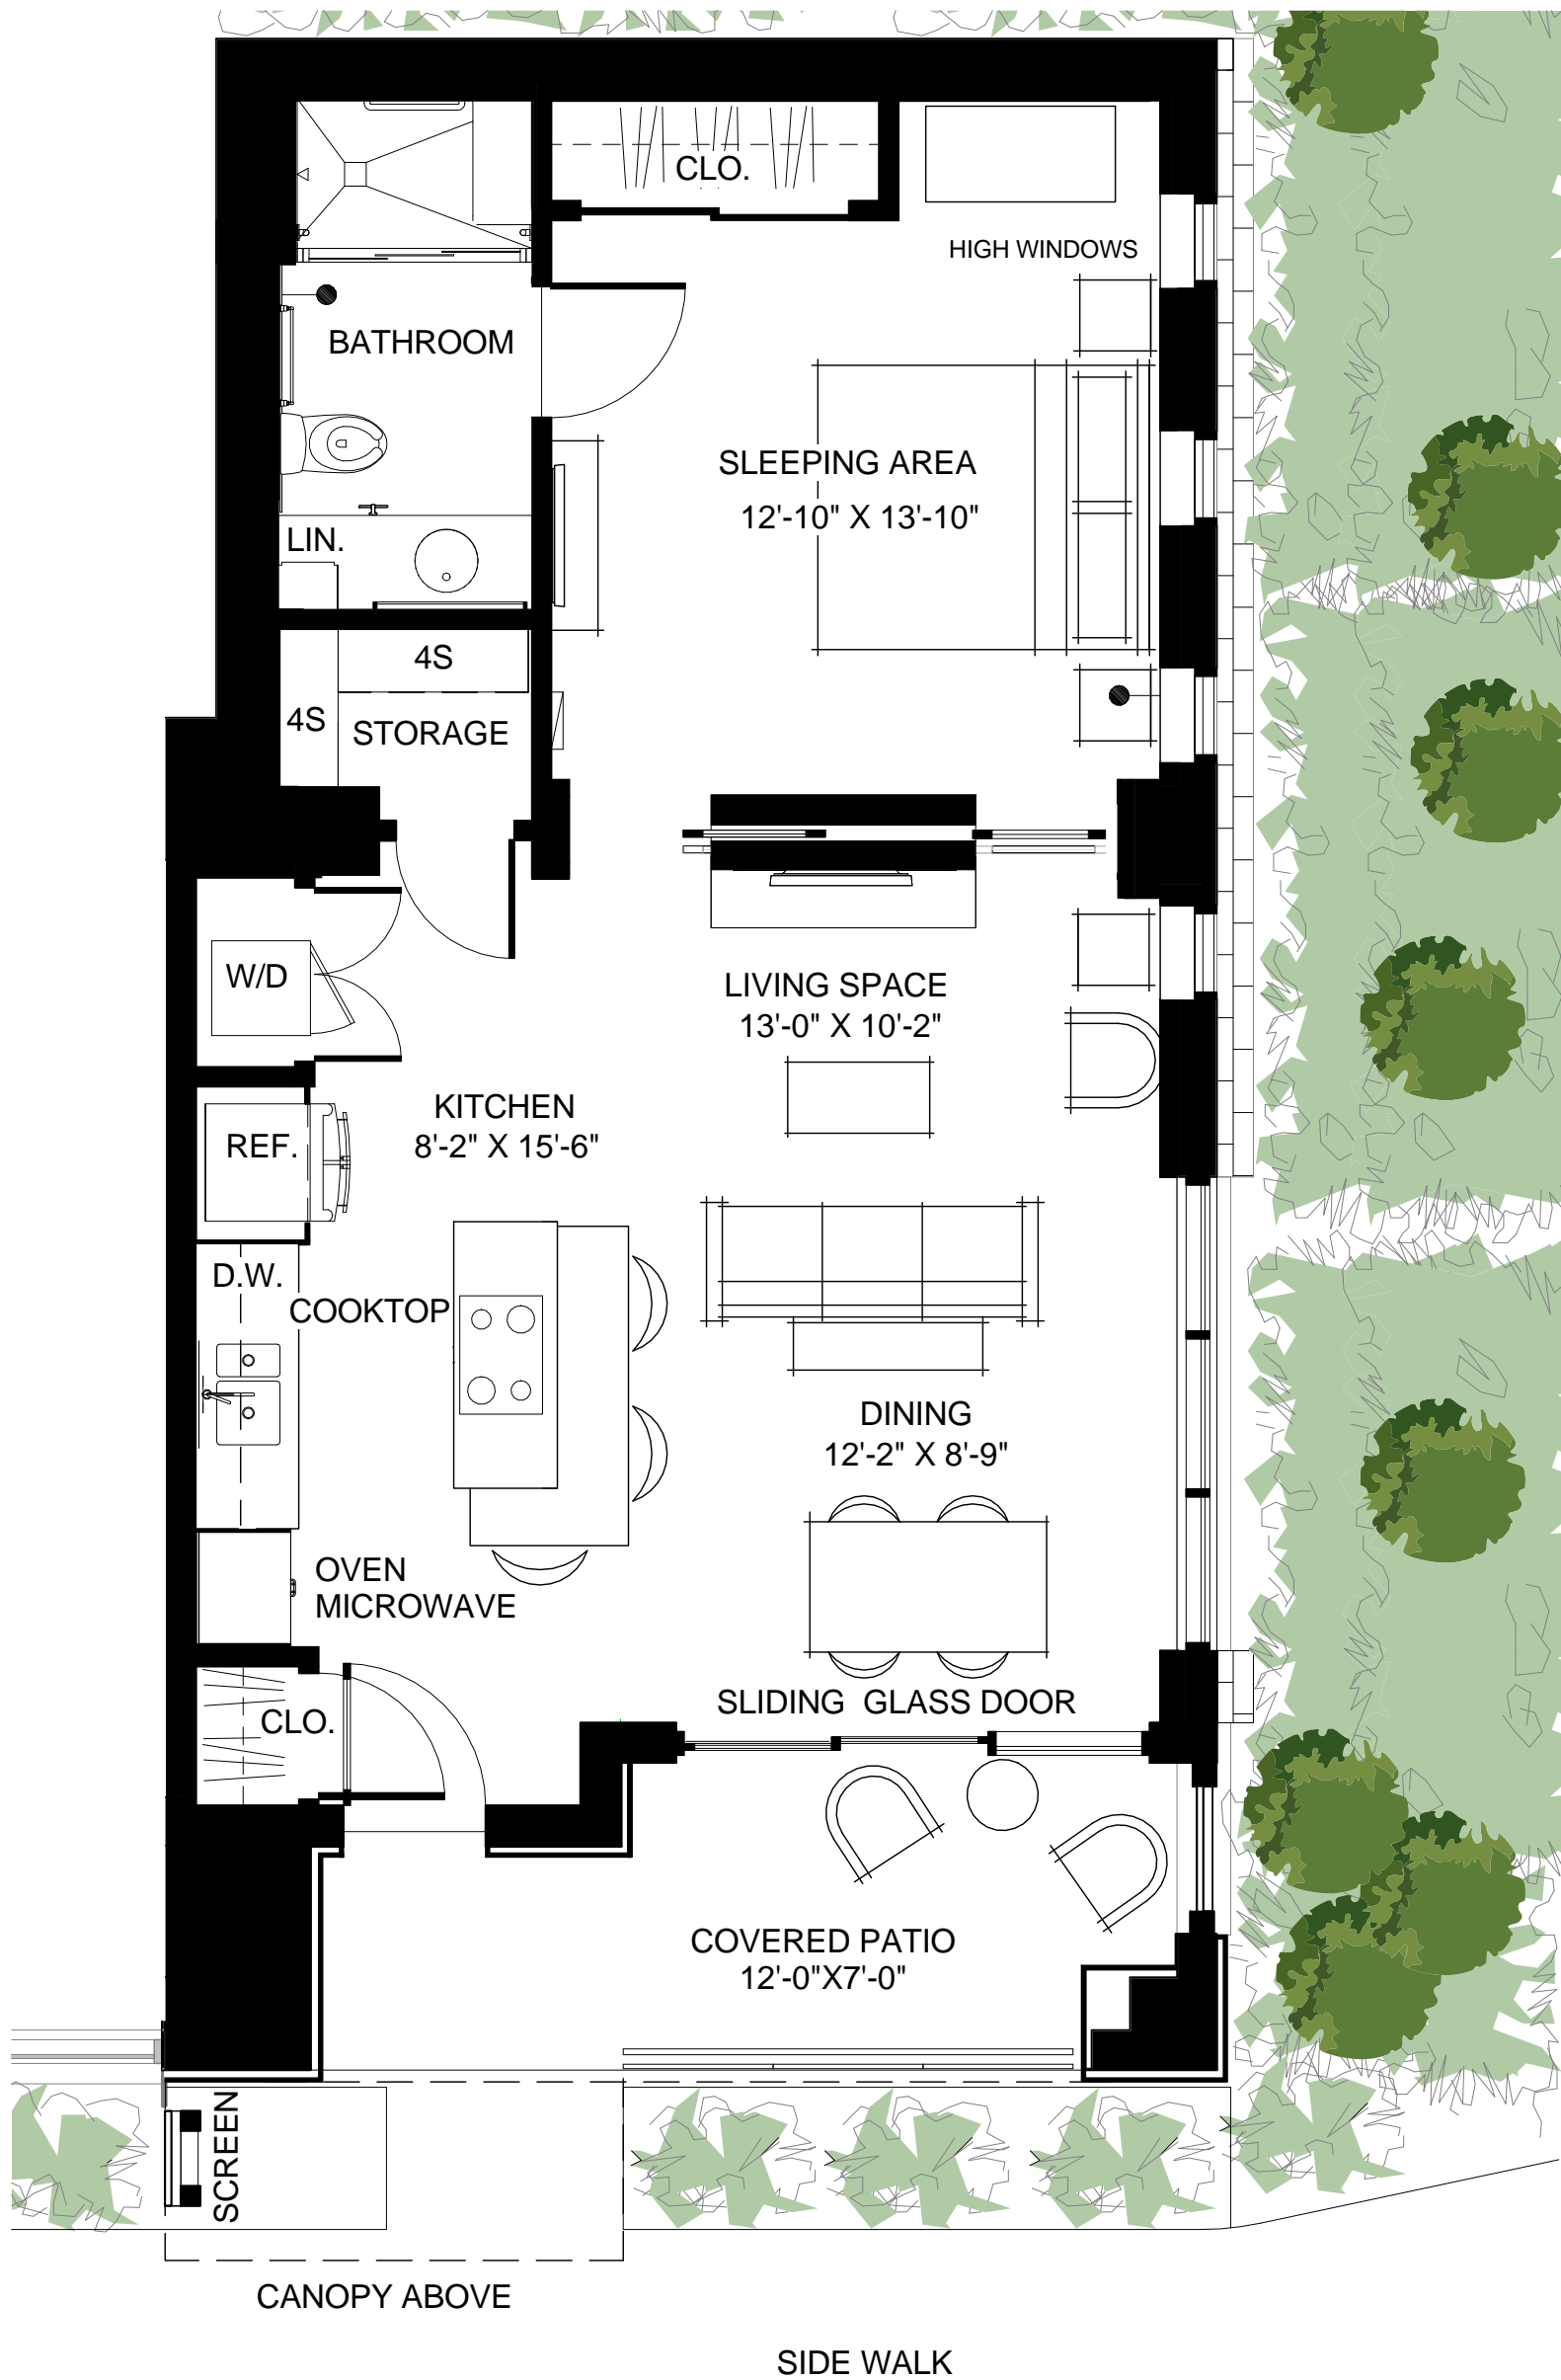 CLO.
HIGH WINDOWS
BATHROOM
SLEEPING AREA
12'-10" X 13'-10"
LIN.
4S
4S
STORAGE
W/D
LIVING SPACE
13'-0" X 10'-2"
KITCHEN
8'-2" X 15'-6"
REF.
D.W.
COOKTOP
DINING
12'-2" X 8'-9"
OVEN
MICROWAVE
SLIDING GLASS DOOR
CLO.
COVERED PATIO
12'-0"X7'-0"
SCREEN
CANOPY ABOVE
SIDE WALK